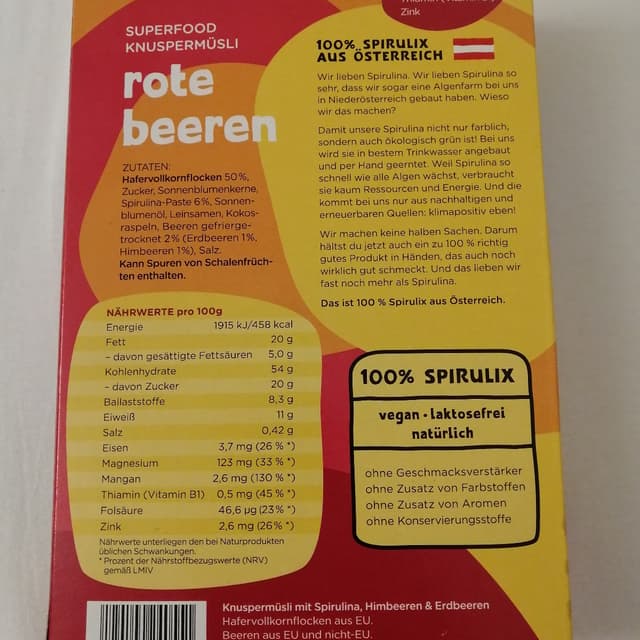 Thiamin (Vitamin B1)
Zink
SUPERFOOD
KNUSPERMÜSLI
rote
beeren
ZUTATEN:
Hafervollkornflocken 50%,
Zucker, Sonnenblumenkerne,
Spirulina-Paste 6%, Sonnen-
blumenöl, Leinsamen, Kokos-
raspeln, Beeren gefrierge-
trocknet 2% (Erdbeeren 1%,
Himbeeren 1%), Salz.
Kann Spuren von Schalenfrüch-
ten enthalten.
100% SPIRULIX
AUS ÖSTERREICH
Wir lieben Spirulina. Wir lieben Spirulina so
sehr, dass wir sogar eine Algenfarm bei uns
in Niederösterreich gebaut haben. Wieso
wir das machen?
Damit unsere Spirulina nicht nur farblich,
sondern auch ökologisch grün ist! Bei uns
wird sie in bestem Trinkwasser angebaut
und per Hand geerntet. Weil Spirulina so
schnell wie alle Algen wächst, verbraucht
sie kaum Ressourcen und Energie. Und die
kommt bei uns nur aus nachhaltigen und
erneuerbaren Quellen: klimapositiv eben!
Wir machen keine halben Sachen. Darum
hältst du jetzt auch ein zu 100 % richtig
gutes Produkt in Händen, das auch noch
wirklich gut schmeckt. Und das lieben wir
fast noch mehr als Spirulina.
Das ist 100 % Spirulix aus Österreich.
NÄHRWERTE pro 100g
Energie 1915 kJ/458 kcal
Fett 20 g
– davon gesättigte Fettsäuren 5,0 g
Kohlenhydrate 54 g
– davon Zucker 20 g
Ballaststoffe 8,3 g
Eiweiß 11 g
Salz 0,42 g
Eisen 3,7 mg (26 % *)
Magnesium 123 mg (33 % *)
Mangan 2,6 mg (130 % *)
Thiamin (Vitamin B1) 0,5 mg (45 % *)
Folsäure 46,6 µg (23% *)
Zink 2,6 mg (26% *)
Nährwerte unterliegen den bei Naturprodukten
üblichen Schwankungen.
* Prozent der Nährstoffbezugswerte (NRV)
gemäß LMIV
100% SPIRULIX
vegan • laktosefrei
natürlich
ohne Geschmacksverstärker
ohne Zusatz von Farbstoffen
ohne Zusatz von Aromen
ohne Konservierungsstoffe
Knuspermüsli mit Spirulina, Himbeeren & Erdbeeren
Hafervollkornflocken aus EU.
Beeren aus EU und nicht-EU.